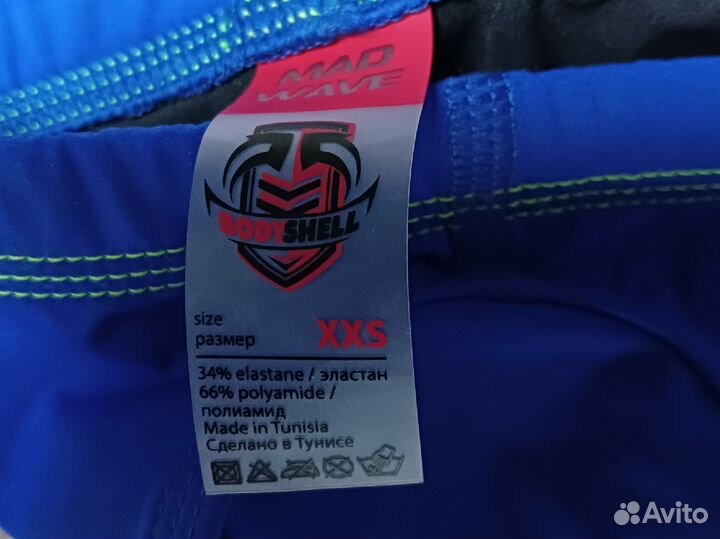 MAD
WAVE
BODYSHELL
size
размер XXS
34% elastane / эластан
66% polyamide /
полиамид
Made in Tunisia
Сделано в Тунисе
Avito